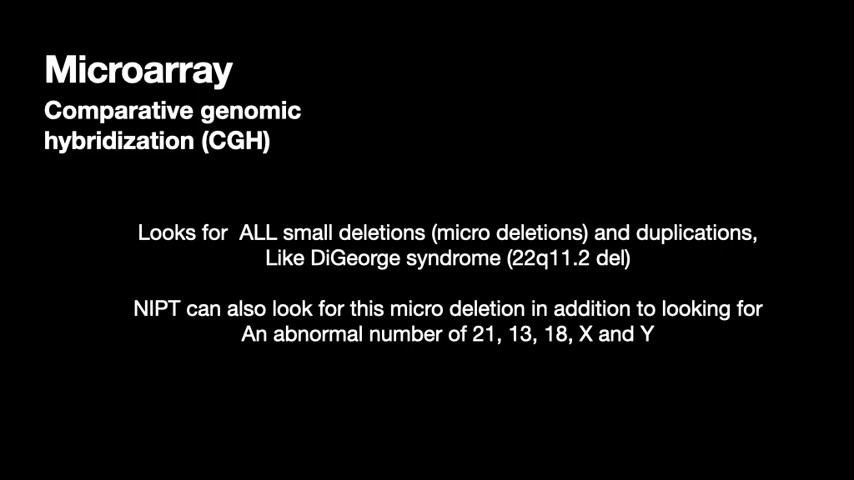 Microarray
Comparative genomic
hybridization (CGH)
Looks for  ALL small deletions (micro deletions) and duplications,
Like DiGeorge syndrome (22q11.2 del)
NIPT can also look for this micro deletion in addition to looking for
An abnormal number of 21, 13, 18, X and Y